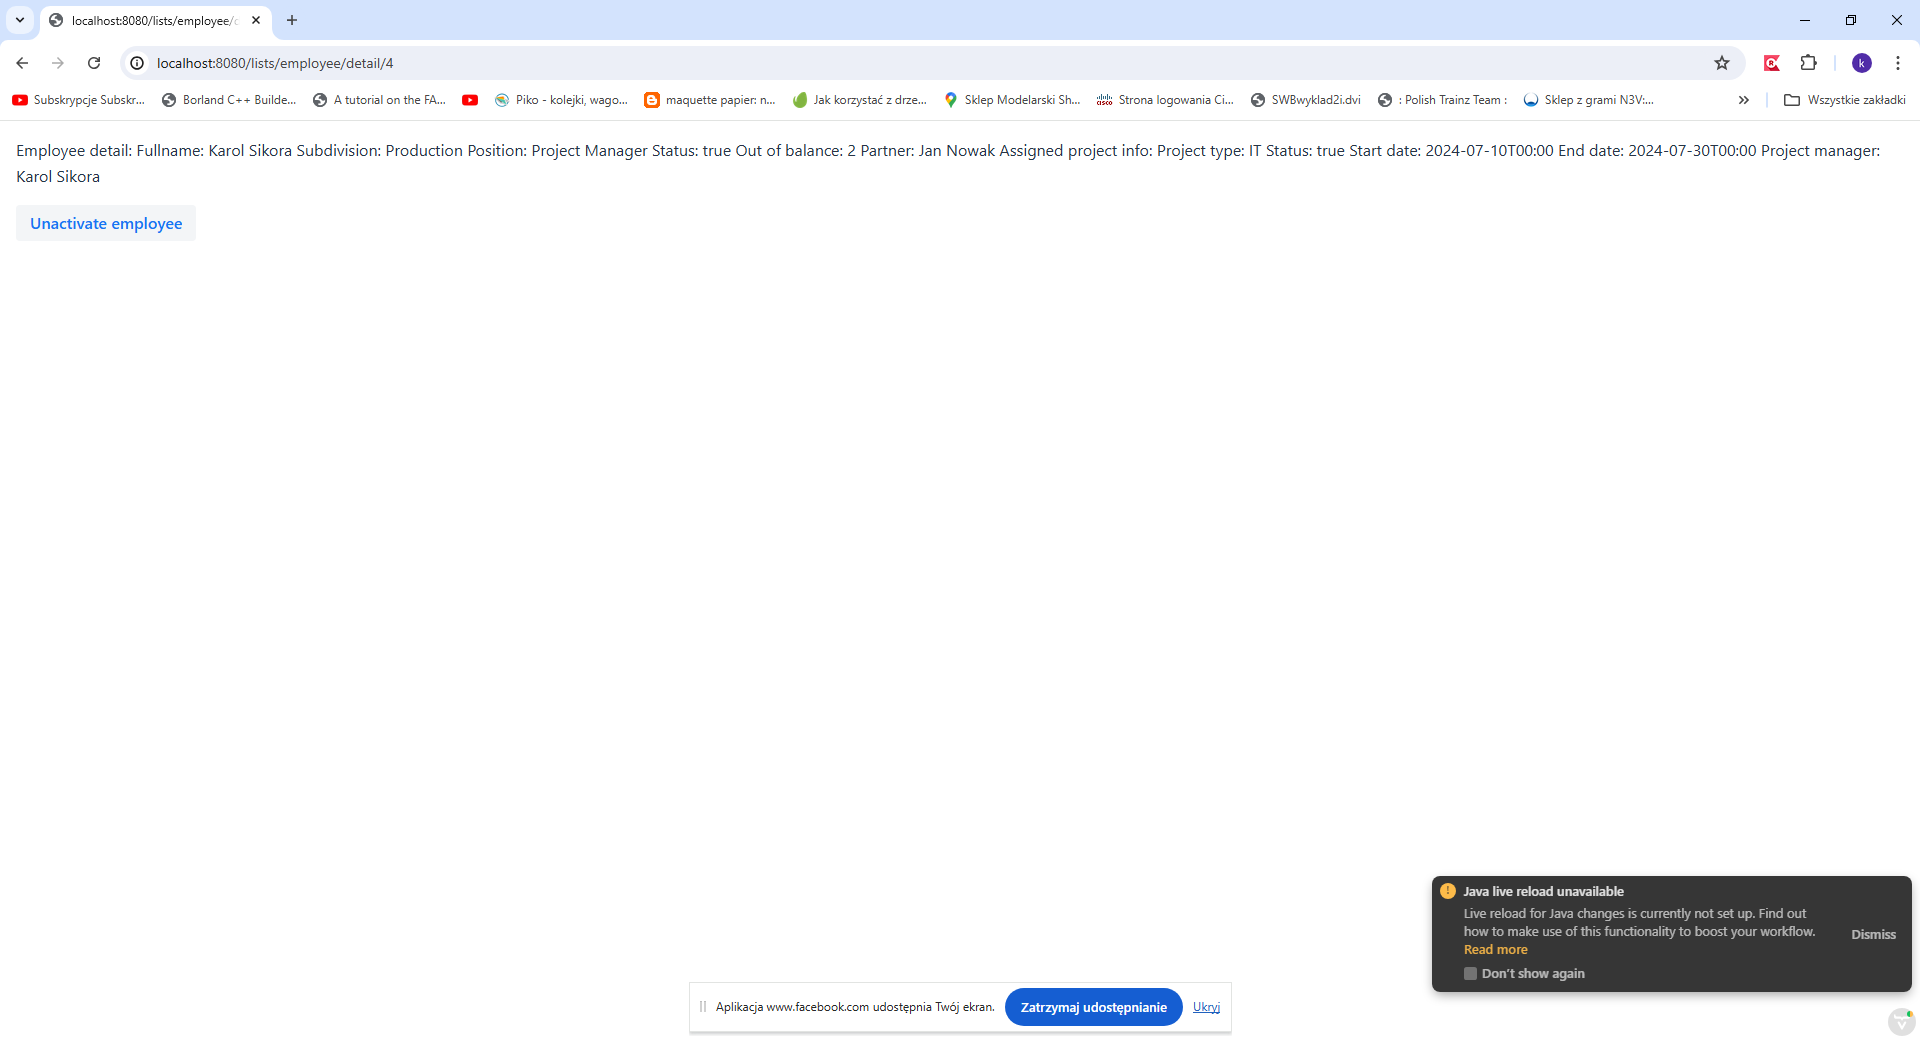 localhost:8080/lists/employee/
localhost:8080/lists/employee/detail/4
k
Subskrypcje Subskr... Borland C++ Builde... A tutorial on the FA... Piko - kolejki, wago... maquette papier: n... Jak korzystać z drze... Sklep Modelarski Sh... Strona logowania Ci... SWBwyklad2i.dvi : Polish Trainz Team : Sklep z grami N3V:... Wszystkie zakładki
Employee detail: Fullname: Karol Sikora Subdivision: Production Position: Project Manager Status: true Out of balance: 2 Partner: Jan Nowak Assigned project info: Project type: IT Status: true Start date: 2024-07-10T00:00 End date: 2024-07-30T00:00 Project manager:
Karol Sikora
Unactivate employee
Java live reload unavailable
Live reload for Java changes is currently not set up. Find out
how to make use of this functionality to boost your workflow.
Dismiss
Read more
Don't show again
Aplikacja www.facebook.com udostępnia Twój ekran. Zatrzymaj udostępnianie Ukryj